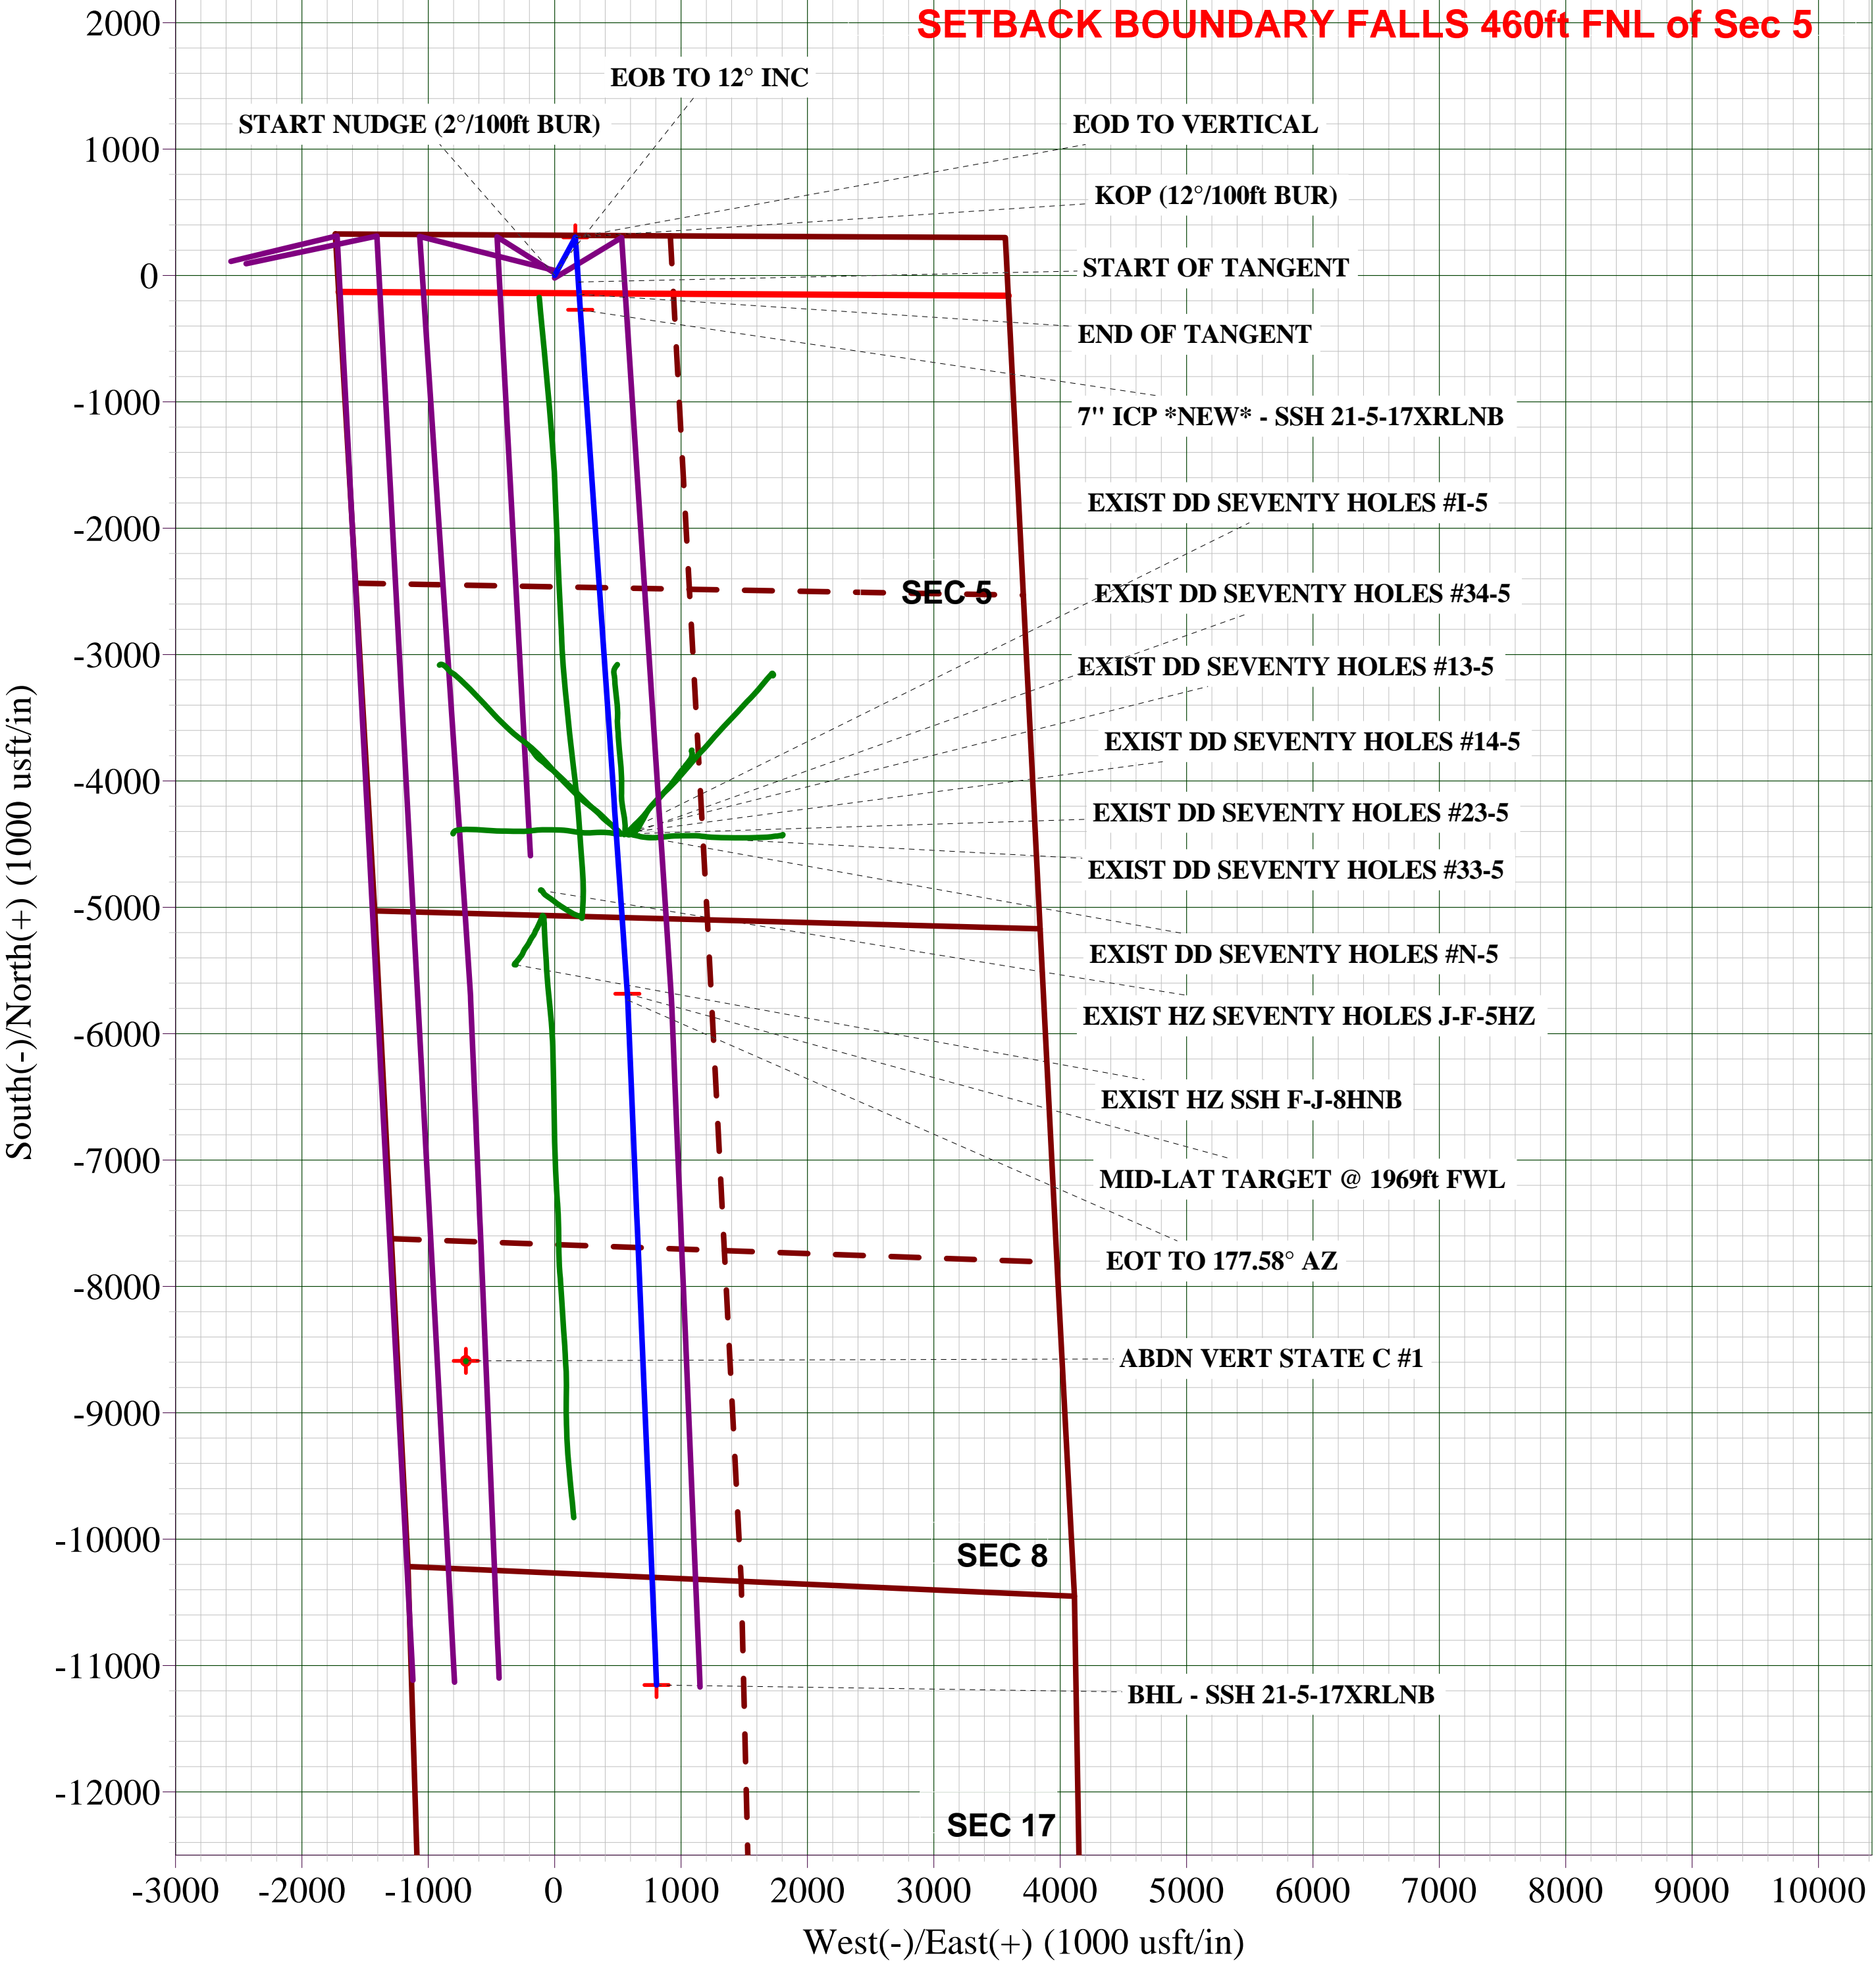 SETBACK BOUNDARY FALLS 460ft FNL of Sec 5
2000
EOB TO 12° INC
START NUDGE (2°/100ft BUR)
EOD TO VERTICAL
1000
KOP (12°/100ft BUR)
START OF TANGENT
0
END OF TANGENT
-1000
7" ICP *NEW* - SSH 21-5-17XRLNB
EXIST DD SEVENTY HOLES #I-5
-2000
SEC 5
EXIST DD SEVENTY HOLES #34-5
-3000
EXIST DD SEVENTY HOLES #13-5
EXIST DD SEVENTY HOLES #14-5
-4000
EXIST DD SEVENTY HOLES #23-5
EXIST DD SEVENTY HOLES #33-5
-5000
EXIST DD SEVENTY HOLES #N-5
EXIST HZ SEVENTY HOLES J-F-5HZ
-6000
EXIST HZ SSH F-J-8HNB
-7000
MID-LAT TARGET @ 1969ft FWL
EOT TO 177.58° AZ
-8000
ABDN VERT STATE C #1
-9000
-10000
SEC 8
-11000
BHL - SSH 21-5-17XRLNB
-12000
SEC 17
South(-)/North(+) (1000 usft/in)
-3000 -2000 -1000 0 1000 2000 3000 4000 5000 6000 7000 8000 9000 10000
West(-)/East(+) (1000 usft/in)